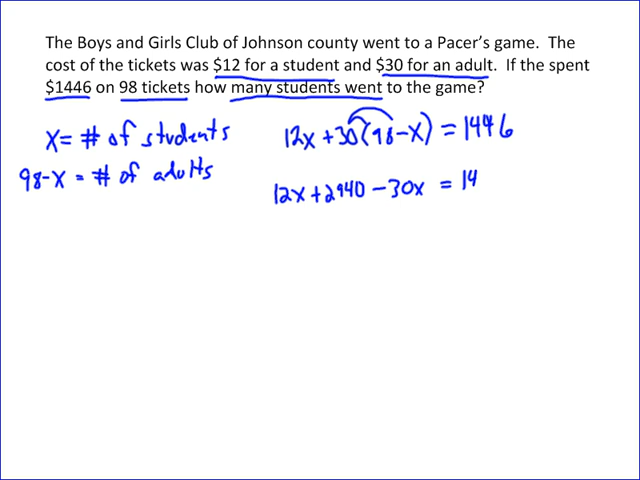 The Boys and Girls Club of Johnson county went to a Pacer's game. The
cost of the tickets was $12 for a student and $30 for an adult. If the spent
$1446 on 98 tickets how many students went to the game?
x = # of students
98-x = # of adults
12x + 30(98-x) = 1446
12x + 2940 - 30x = 14